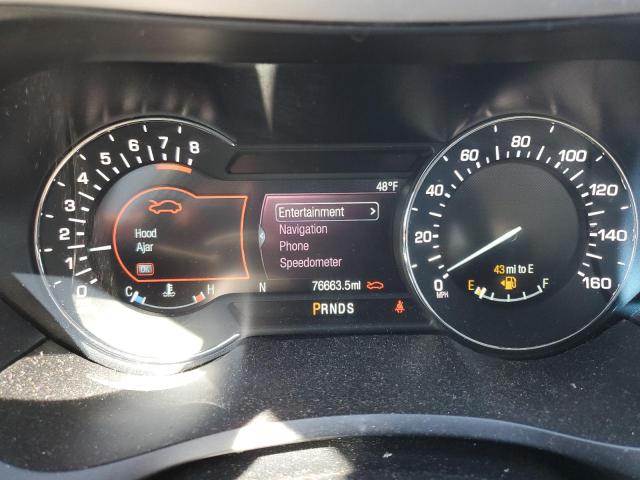 8
7
6
5
4
3
2
1
0
Hood
Ajar
OK
C
H
48°F
Entertainment >
Navigation
Phone
Speedometer
N
76663.5mi
PRNDS
0
20
40
60
80
100
120
140
160
MPH
43 mi to E
E
F